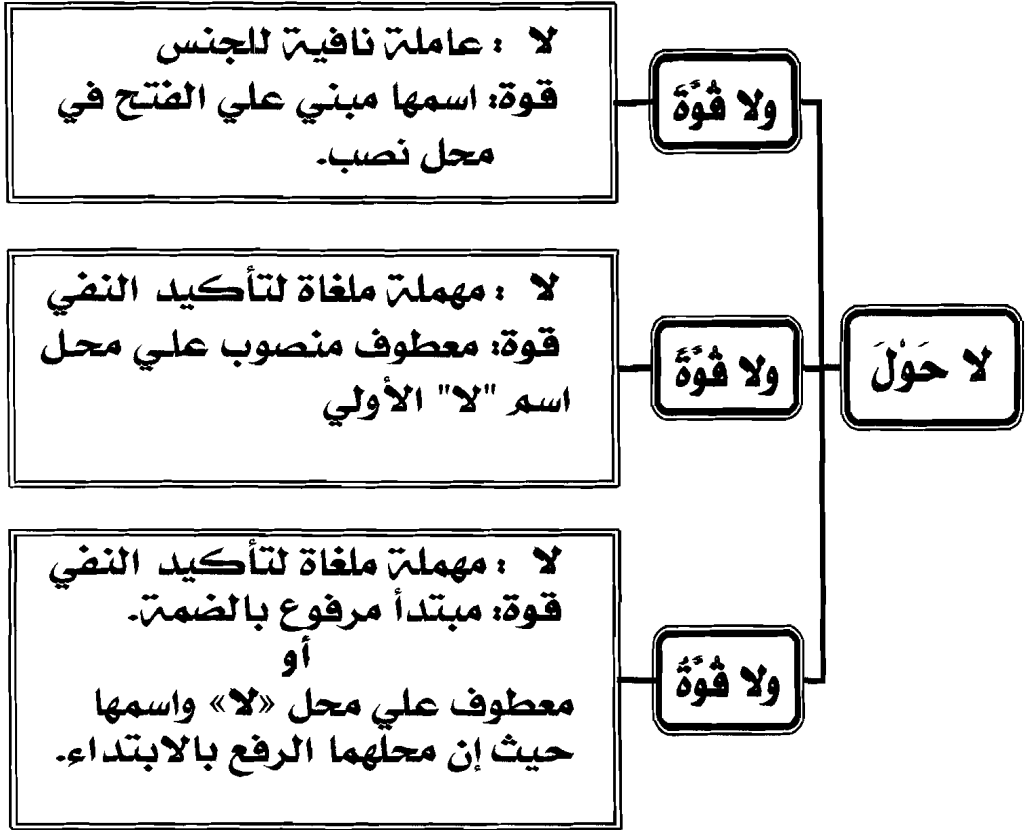 لا حَوْلَ
ولا قُوَّةَ
لا : عاملة نافية للجنس
قوة: اسمها مبني علي الفتح في
محل نصب.
ولا قُوَّةً
لا : مهملة ملغاة لتأكيد النفي
قوة: معطوف منصوب علي محل
اسم "لا" الأولي
ولا قُوَّةٌ
لا : مهملة ملغاة لتأكيد النفي
قوة: مبتدأ مرفوع بالضمة.
أو
معطوف علي محل «لا» واسمها
حيث إن محلهما الرفع بالابتداء.